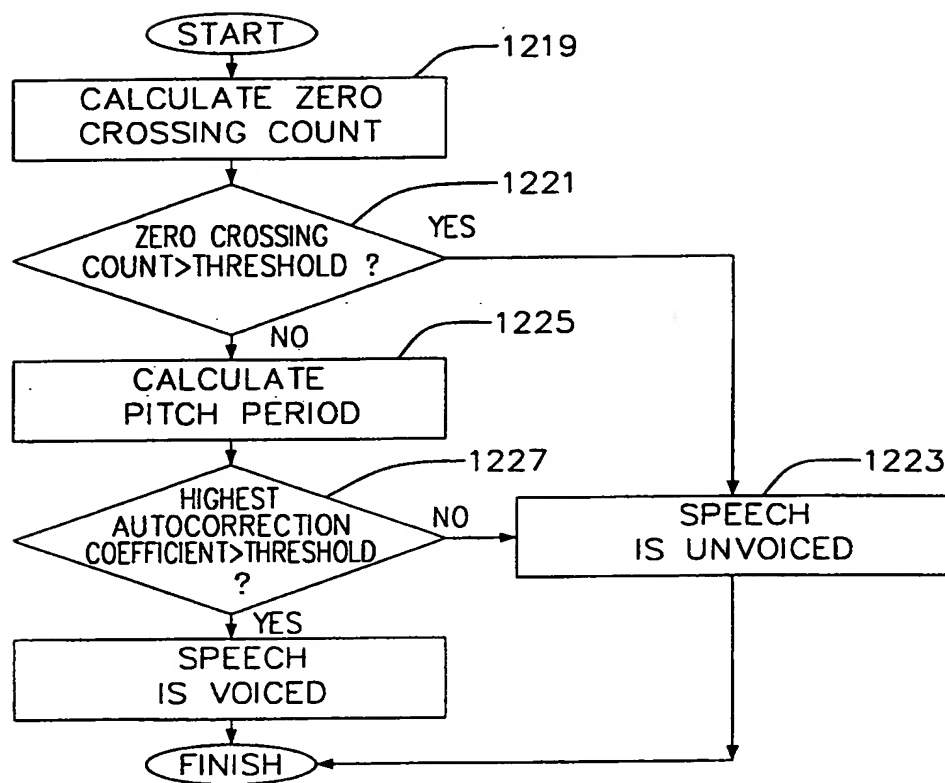 START
1219
CALCULATE ZERO
CROSSING COUNT
1221
ZERO CROSSING
COUNT>THRESHOLD ?
YES
NO
1225
CALCULATE
PITCH PERIOD
1227
HIGHEST
AUTOCORRECTION
COEFFICIENT>THRESHOLD
?
NO
1223
SPEECH
IS UNVOICED
YES
SPEECH
IS VOICED
FINISH